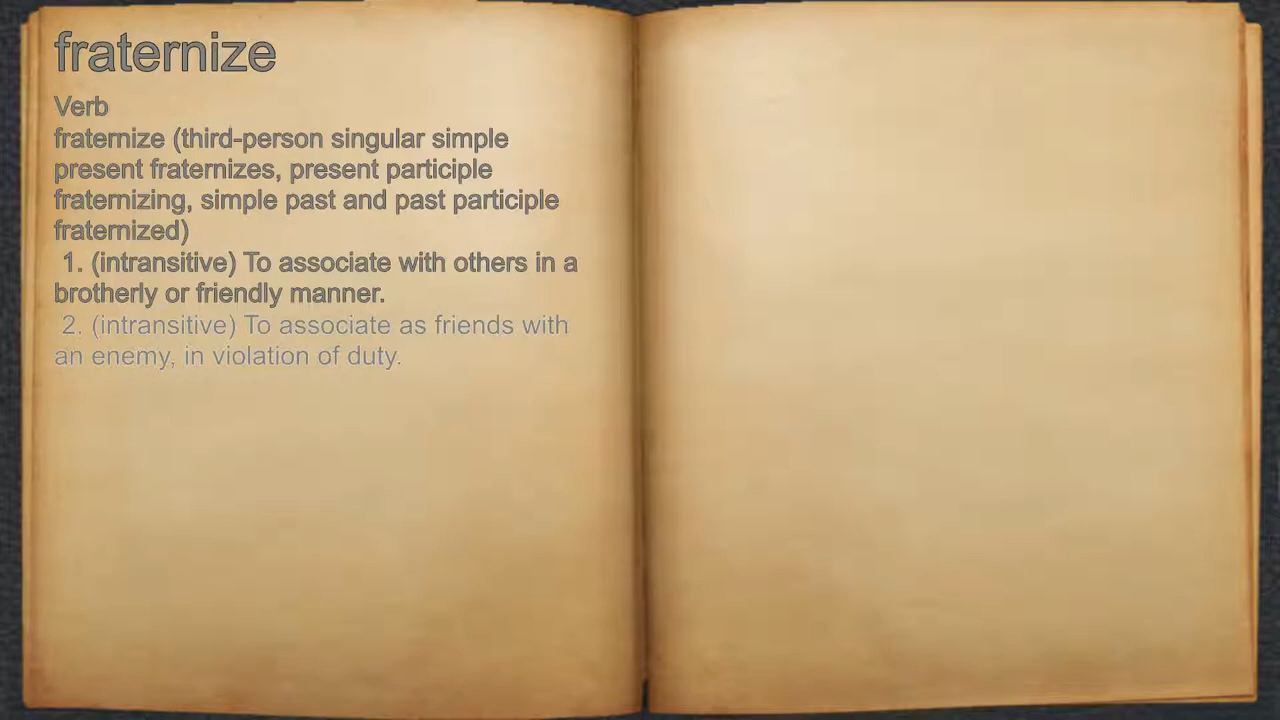 fraternize
Verb
fraternize (third-person singular simple
present fraternizes, present participle
fraternizing, simple past and past participle
fraternized)
1. (intransitive) To associate with others in a
brotherly or friendly manner.
2. (intransitive) To associate as friends with
an enemy, in violation of duty.